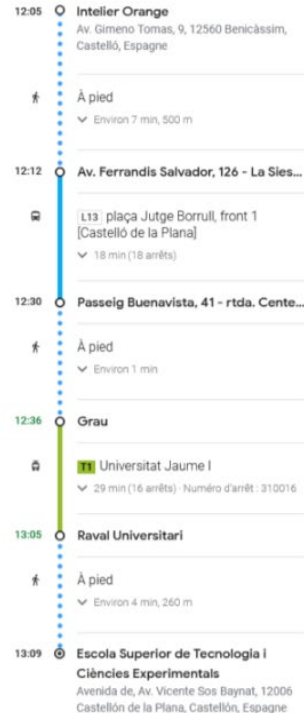 12:05 Intelier Orange
Av. Gimeno Tomas, 9, 12560 Benicàssim,
Castelló, Espagne
À pied
Environ 7 min, 500 m
12:12 Av. Ferrandis Salvador, 126 - La Sies...
L13 plaça Jutge Borrull, front 1
[Castelló de la Plana]
18 min (18 arrêts)
12:30 Passeig Buenavista, 41 - rtda. Cente...
À pied
Environ 1 min
12:36 Grau
T1 Universitat Jaume I
29 min (16 arrêts) · Numéro d'arrêt : 310016
13:05 Raval Universitari
À pied
Environ 4 min, 260 m
13:09 Escola Superior de Tecnologia i
Ciències Experimentals
Avenida de, Av. Vicente Sos Baynat, 12006
Castellón de la Plana, Castellón, Espagne